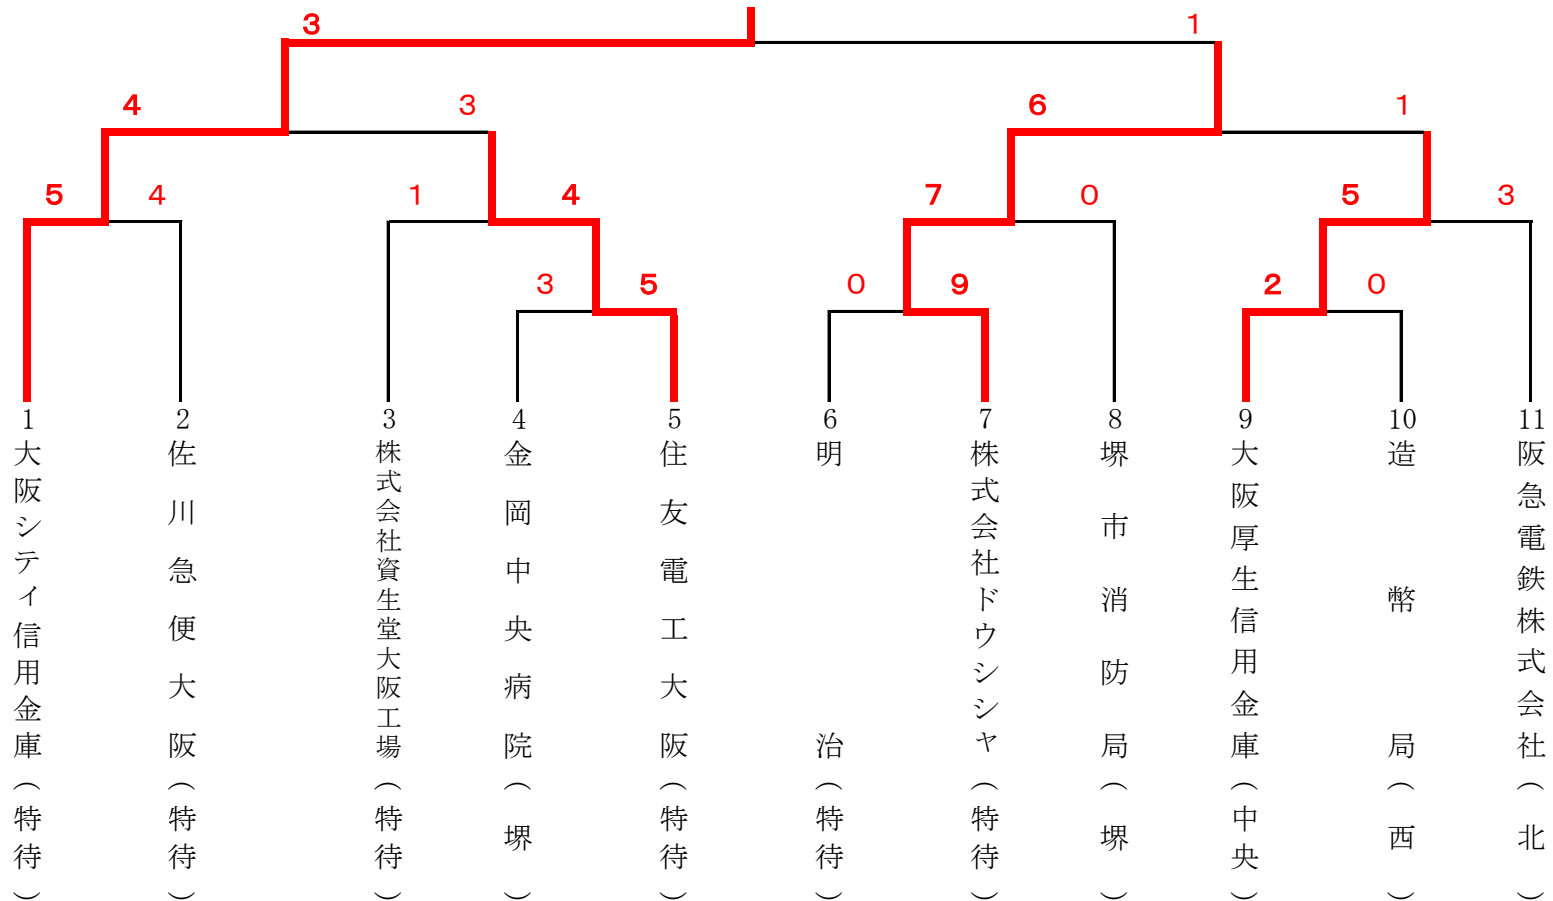 3 1
4 3 6 1
5 4 1 4 7 0 5 3
3 5 0 9 2 0
1 2 3 4 5 6 7 8 9 10 11
大阪シティ信用金庫（特待）
佐川急便大阪（特待）
株式会社資生堂大阪工場（特待）
金岡中央病院（堺）
住友電工大阪（特待）
明治（特待）
株式会社ドウシシャ（特待）
堺市消防局（堺）
大阪厚生信用金庫（中央）
造幣局（西）
阪急電鉄株式会社（北）